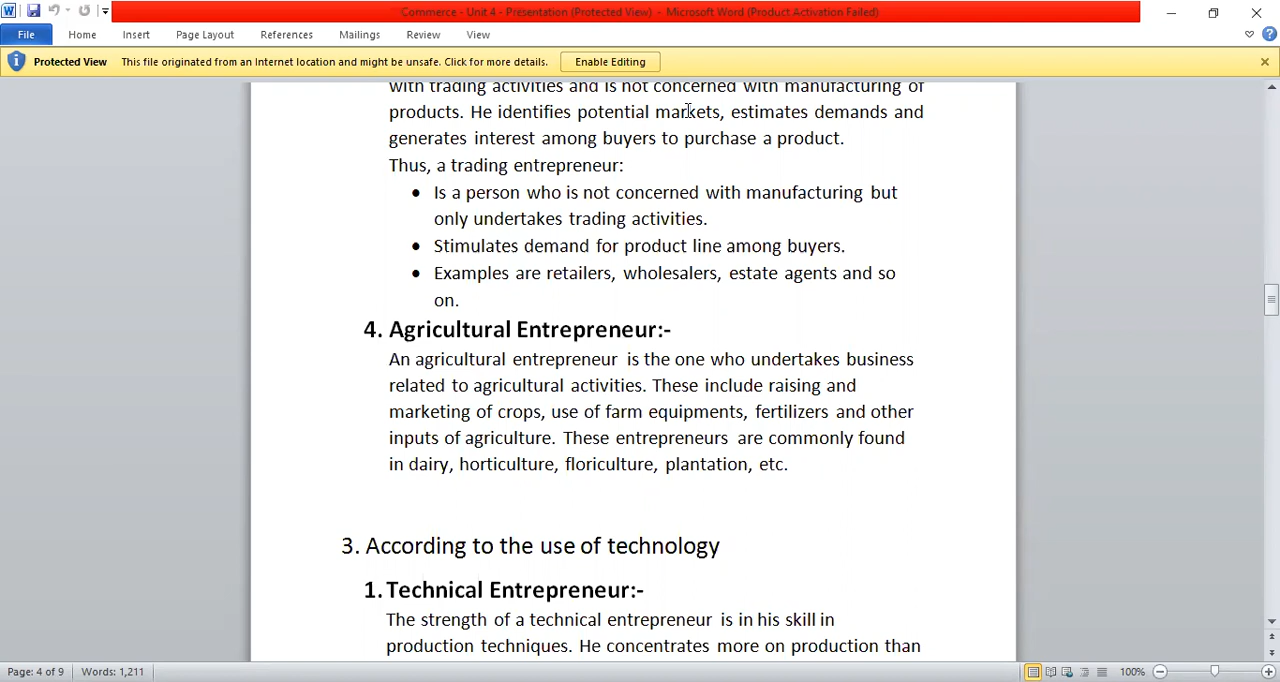 Commerce - Unit 4 - Presentation (Protected View) - Microsoft Word (Product Activation Failed)
File Home Insert Page Layout References Mailings Review View
Protected View This file originated from an Internet location and might be unsafe. Click for more details. Enable Editing
with trading activities and is not concerned with manufacturing of
products. He identifies potential markets, estimates demands and
generates interest among buyers to purchase a product.
Thus, a trading entrepreneur:
• Is a person who is not concerned with manufacturing but
only undertakes trading activities.
• Stimulates demand for product line among buyers.
• Examples are retailers, wholesalers, estate agents and so
on.
4. Agricultural Entrepreneur:-
An agricultural entrepreneur is the one who undertakes business
related to agricultural activities. These include raising and
marketing of crops, use of farm equipments, fertilizers and other
inputs of agriculture. These entrepreneurs are commonly found
in dairy, horticulture, floriculture, plantation, etc.
3. According to the use of technology
1. Technical Entrepreneur:-
The strength of a technical entrepreneur is in his skill in
production techniques. He concentrates more on production than
Page: 4 of 9 Words: 1,211 100%